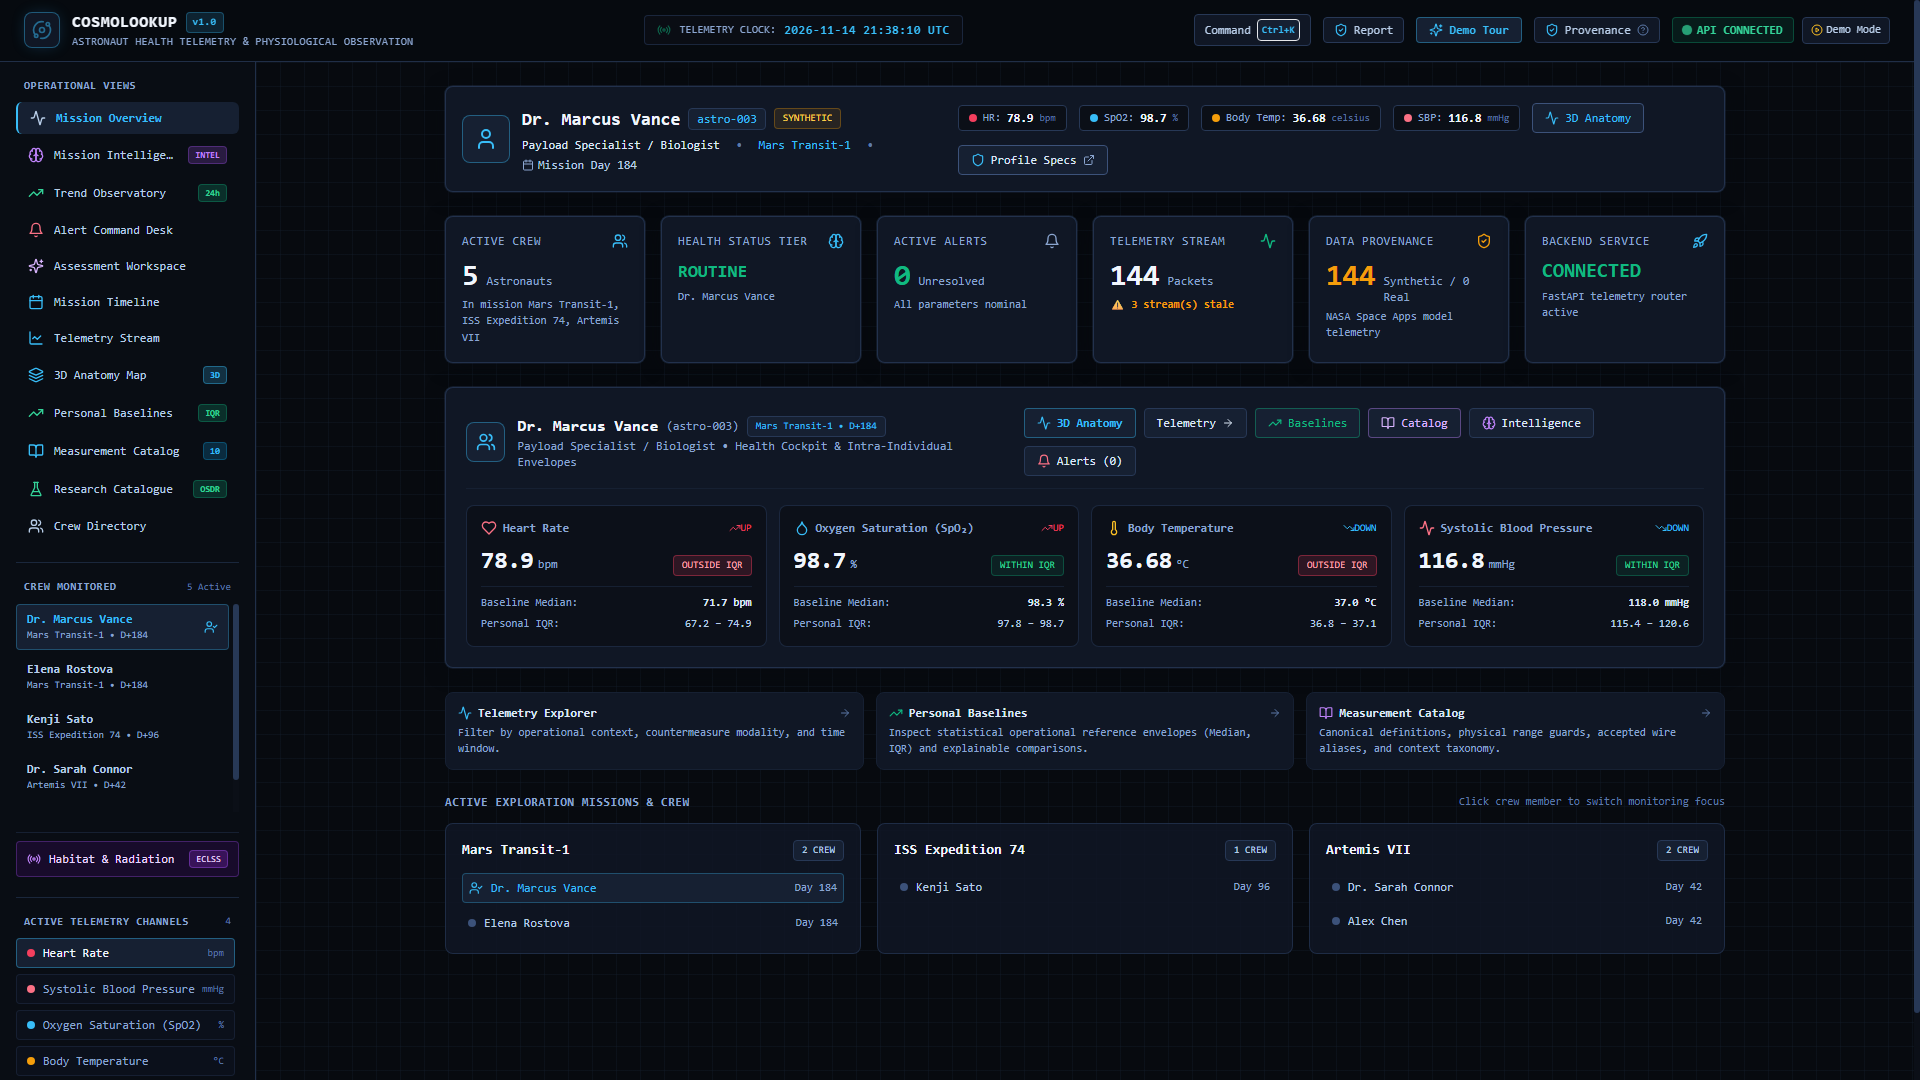 COSMOLOOKUP v1.0
ASTRONAUT HEALTH TELEMETRY & PHYSIOLOGICAL OBSERVATION
TELEMETRY CLOCK: 2026-11-14 21:38:10 UTC
Command Ctrl+K
Report
Demo Tour
Provenance
API CONNECTED
Demo Mode
OPERATIONAL VIEWS
Mission Overview
Mission Intellige… INTEL
Trend Observatory 24h
Alert Command Desk
Assessment Workspace
Mission Timeline
Telemetry Stream
3D Anatomy Map 3D
Personal Baselines IQR
Measurement Catalog 10
Research Catalogue OSDR
Crew Directory
CREW MONITORED 5 Active
Dr. Marcus Vance
Mars Transit-1 • D+184
Elena Rostova
Mars Transit-1 • D+184
Kenji Sato
ISS Expedition 74 • D+96
Dr. Sarah Connor
Artemis VII • D+42
Habitat & Radiation ECLSS
ACTIVE TELEMETRY CHANNELS 4
Heart Rate bpm
Systolic Blood Pressure mmHg
Oxygen Saturation (SpO2) %
Body Temperature °C
Dr. Marcus Vance astro-003 SYNTHETIC
Payload Specialist / Biologist • Mars Transit-1 •
Mission Day 184
HR: 78.9 bpm
SpO2: 98.7 %
Body Temp: 36.68 celsius
SBP: 116.8 mmHg
3D Anatomy
Profile Specs
ACTIVE CREW
5 Astronauts
In mission Mars Transit-1,
ISS Expedition 74, Artemis
VII
HEALTH STATUS TIER
ROUTINE
Dr. Marcus Vance
ACTIVE ALERTS
0 Unresolved
All parameters nominal
TELEMETRY STREAM
144 Packets
3 stream(s) stale
DATA PROVENANCE
144 Synthetic / 0
Real
NASA Space Apps model
telemetry
BACKEND SERVICE
CONNECTED
FastAPI telemetry router
active
Dr. Marcus Vance (astro-003) Mars Transit-1 • D+184
Payload Specialist / Biologist • Health Cockpit & Intra-Individual
Envelopes
3D Anatomy
Telemetry →
Baselines
Catalog
Intelligence
Alerts (0)
Heart Rate UP
78.9 bpm OUTSIDE IQR
Baseline Median: 71.7 bpm
Personal IQR: 67.2 – 74.9
Oxygen Saturation (SpO₂) UP
98.7 % WITHIN IQR
Baseline Median: 98.3 %
Personal IQR: 97.8 – 98.7
Body Temperature DOWN
36.68 °C OUTSIDE IQR
Baseline Median: 37.0 °C
Personal IQR: 36.8 – 37.1
Systolic Blood Pressure DOWN
116.8 mmHg WITHIN IQR
Baseline Median: 118.0 mmHg
Personal IQR: 115.4 – 120.6
Telemetry Explorer
Filter by operational context, countermeasure modality, and time
window.
Personal Baselines
Inspect statistical operational reference envelopes (Median,
IQR) and explainable comparisons.
Measurement Catalog
Canonical definitions, physical range guards, accepted wire
aliases, and context taxonomy.
ACTIVE EXPLORATION MISSIONS & CREW
Click crew member to switch monitoring focus
Mars Transit-1 2 CREW
Dr. Marcus Vance Day 184
Elena Rostova Day 184
ISS Expedition 74 1 CREW
Kenji Sato Day 96
Artemis VII 2 CREW
Dr. Sarah Connor Day 42
Alex Chen Day 42